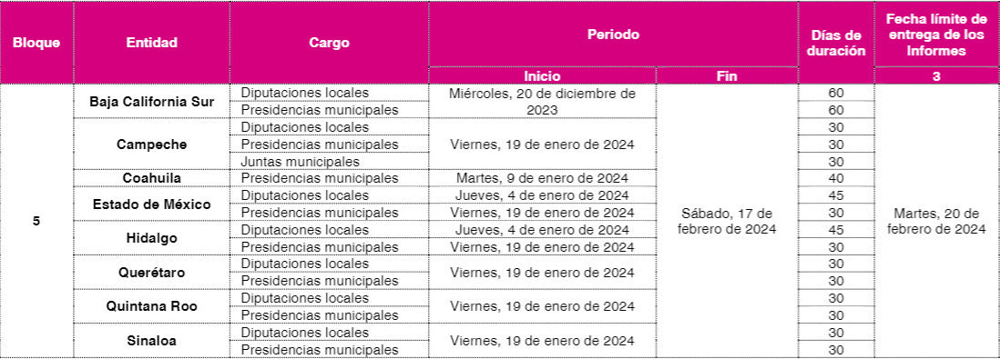 Bloque
Entidad
Cargo
Periodo
Días de
duración
Fecha límite de
entrega de los
Informes
Inicio
Fin
3
5
Baja California Sur
Diputaciones locales
Miércoles, 20 de diciembre de
2023
60
Presidencias municipales
60
Campeche
Diputaciones locales
30
Presidencias municipales
Viernes, 19 de enero de 2024
30
Juntas municipales
30
Coahuila
Presidencias municipales
Martes, 9 de enero de 2024
40
Estado de México
Diputaciones locales
Jueves, 4 de enero de 2024
45
Presidencias municipales
Viernes, 19 de enero de 2024
30
Sábado, 17 de
febrero de 2024
Martes, 20 de
febrero de 2024
Hidalgo
Diputaciones locales
Jueves, 4 de enero de 2024
45
Presidencias municipales
Viernes, 19 de enero de 2024
30
Querétaro
Diputaciones locales
Viernes, 19 de enero de 2024
30
Presidencias municipales
30
Quintana Roo
Diputaciones locales
Viernes, 19 de enero de 2024
30
Presidencias municipales
30
Sinaloa
Diputaciones locales
Viernes, 19 de enero de 2024
30
Presidencias municipales
30